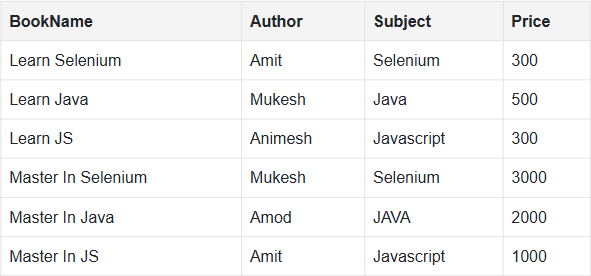 BookName Author Subject Price
Learn Selenium Amit Selenium 300
Learn Java Mukesh Java 500
Learn JS Animesh Javascript 300
Master In Selenium Mukesh Selenium 3000
Master In Java Amod JAVA 2000
Master In JS Amit Javascript 1000